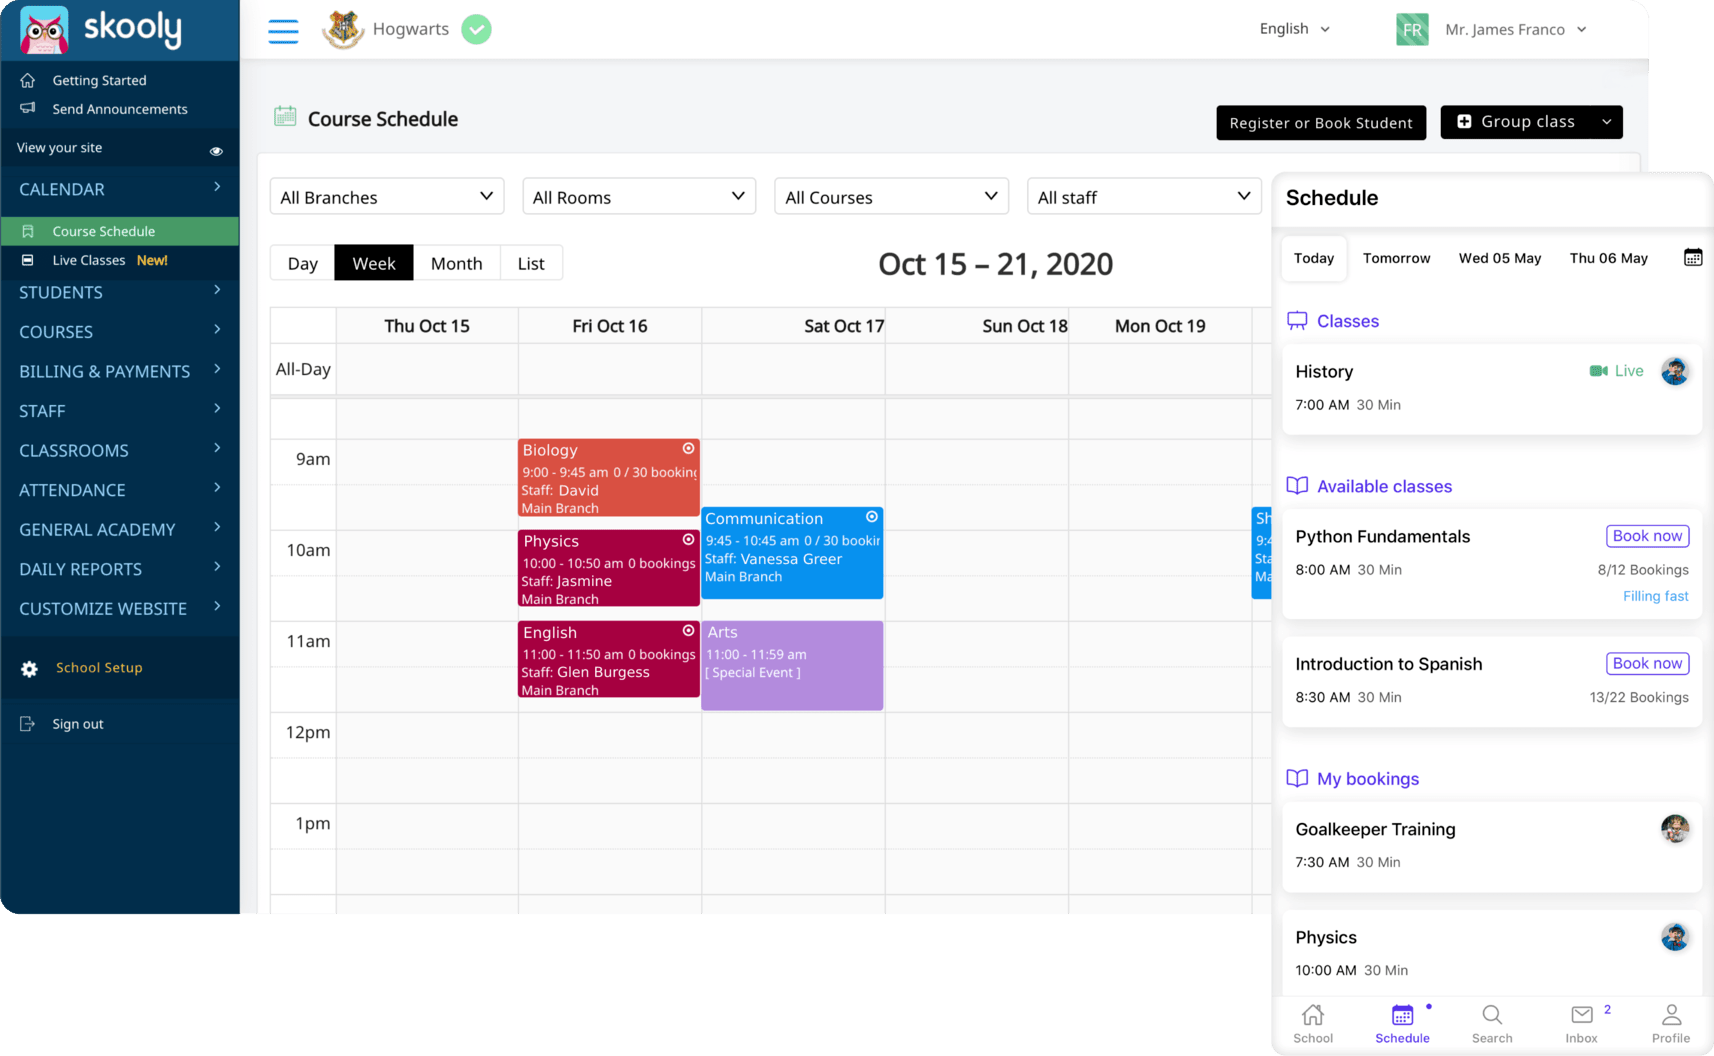 skooly
Hogwarts
English
FR
Mr. James Franco
Getting Started
Send Announcements
View your site
CALENDAR
Course Schedule
Live Classes New!
STUDENTS
COURSES
BILLING & PAYMENTS
STAFF
CLASSROOMS
ATTENDANCE
GENERAL ACADEMY
DAILY REPORTS
CUSTOMIZE WEBSITE
School Setup
Sign out
Course Schedule
Register or Book Student
Group class
All Branches
All Rooms
All Courses
All staff
Day
Week
Month
List
Oct 15 – 21, 2020
Thu Oct 15
Fri Oct 16
Sat Oct 17
Sun Oct 18
Mon Oct 19
All-Day
9am
10am
11am
12pm
1pm
Biology
9:00 - 9:45 am 0 / 30 booking
Staff: David
Main Branch
Physics
10:00 - 10:50 am 0 bookings
Staff: Jasmine
Main Branch
English
11:00 - 11:50 am 0 bookings
Staff: Glen Burgess
Main Branch
Communication
9:45 - 10:45 am 0 / 30 bookin
Staff: Vanessa Greer
Main Branch
Arts
11:00 - 11:59 am
[ Special Event ]
Sh
9:4
Sta
Ma
Schedule
Today
Tomorrow
Wed 05 May
Thu 06 May
Classes
History
Live
7:00 AM 30 Min
Available classes
Python Fundamentals
Book now
8:00 AM 30 Min
8/12 Bookings
Filling fast
Introduction to Spanish
Book now
8:30 AM 30 Min
13/22 Bookings
My bookings
Goalkeeper Training
7:30 AM 30 Min
Physics
10:00 AM 30 Min
School
Schedule
Search
2
Inbox
Profile